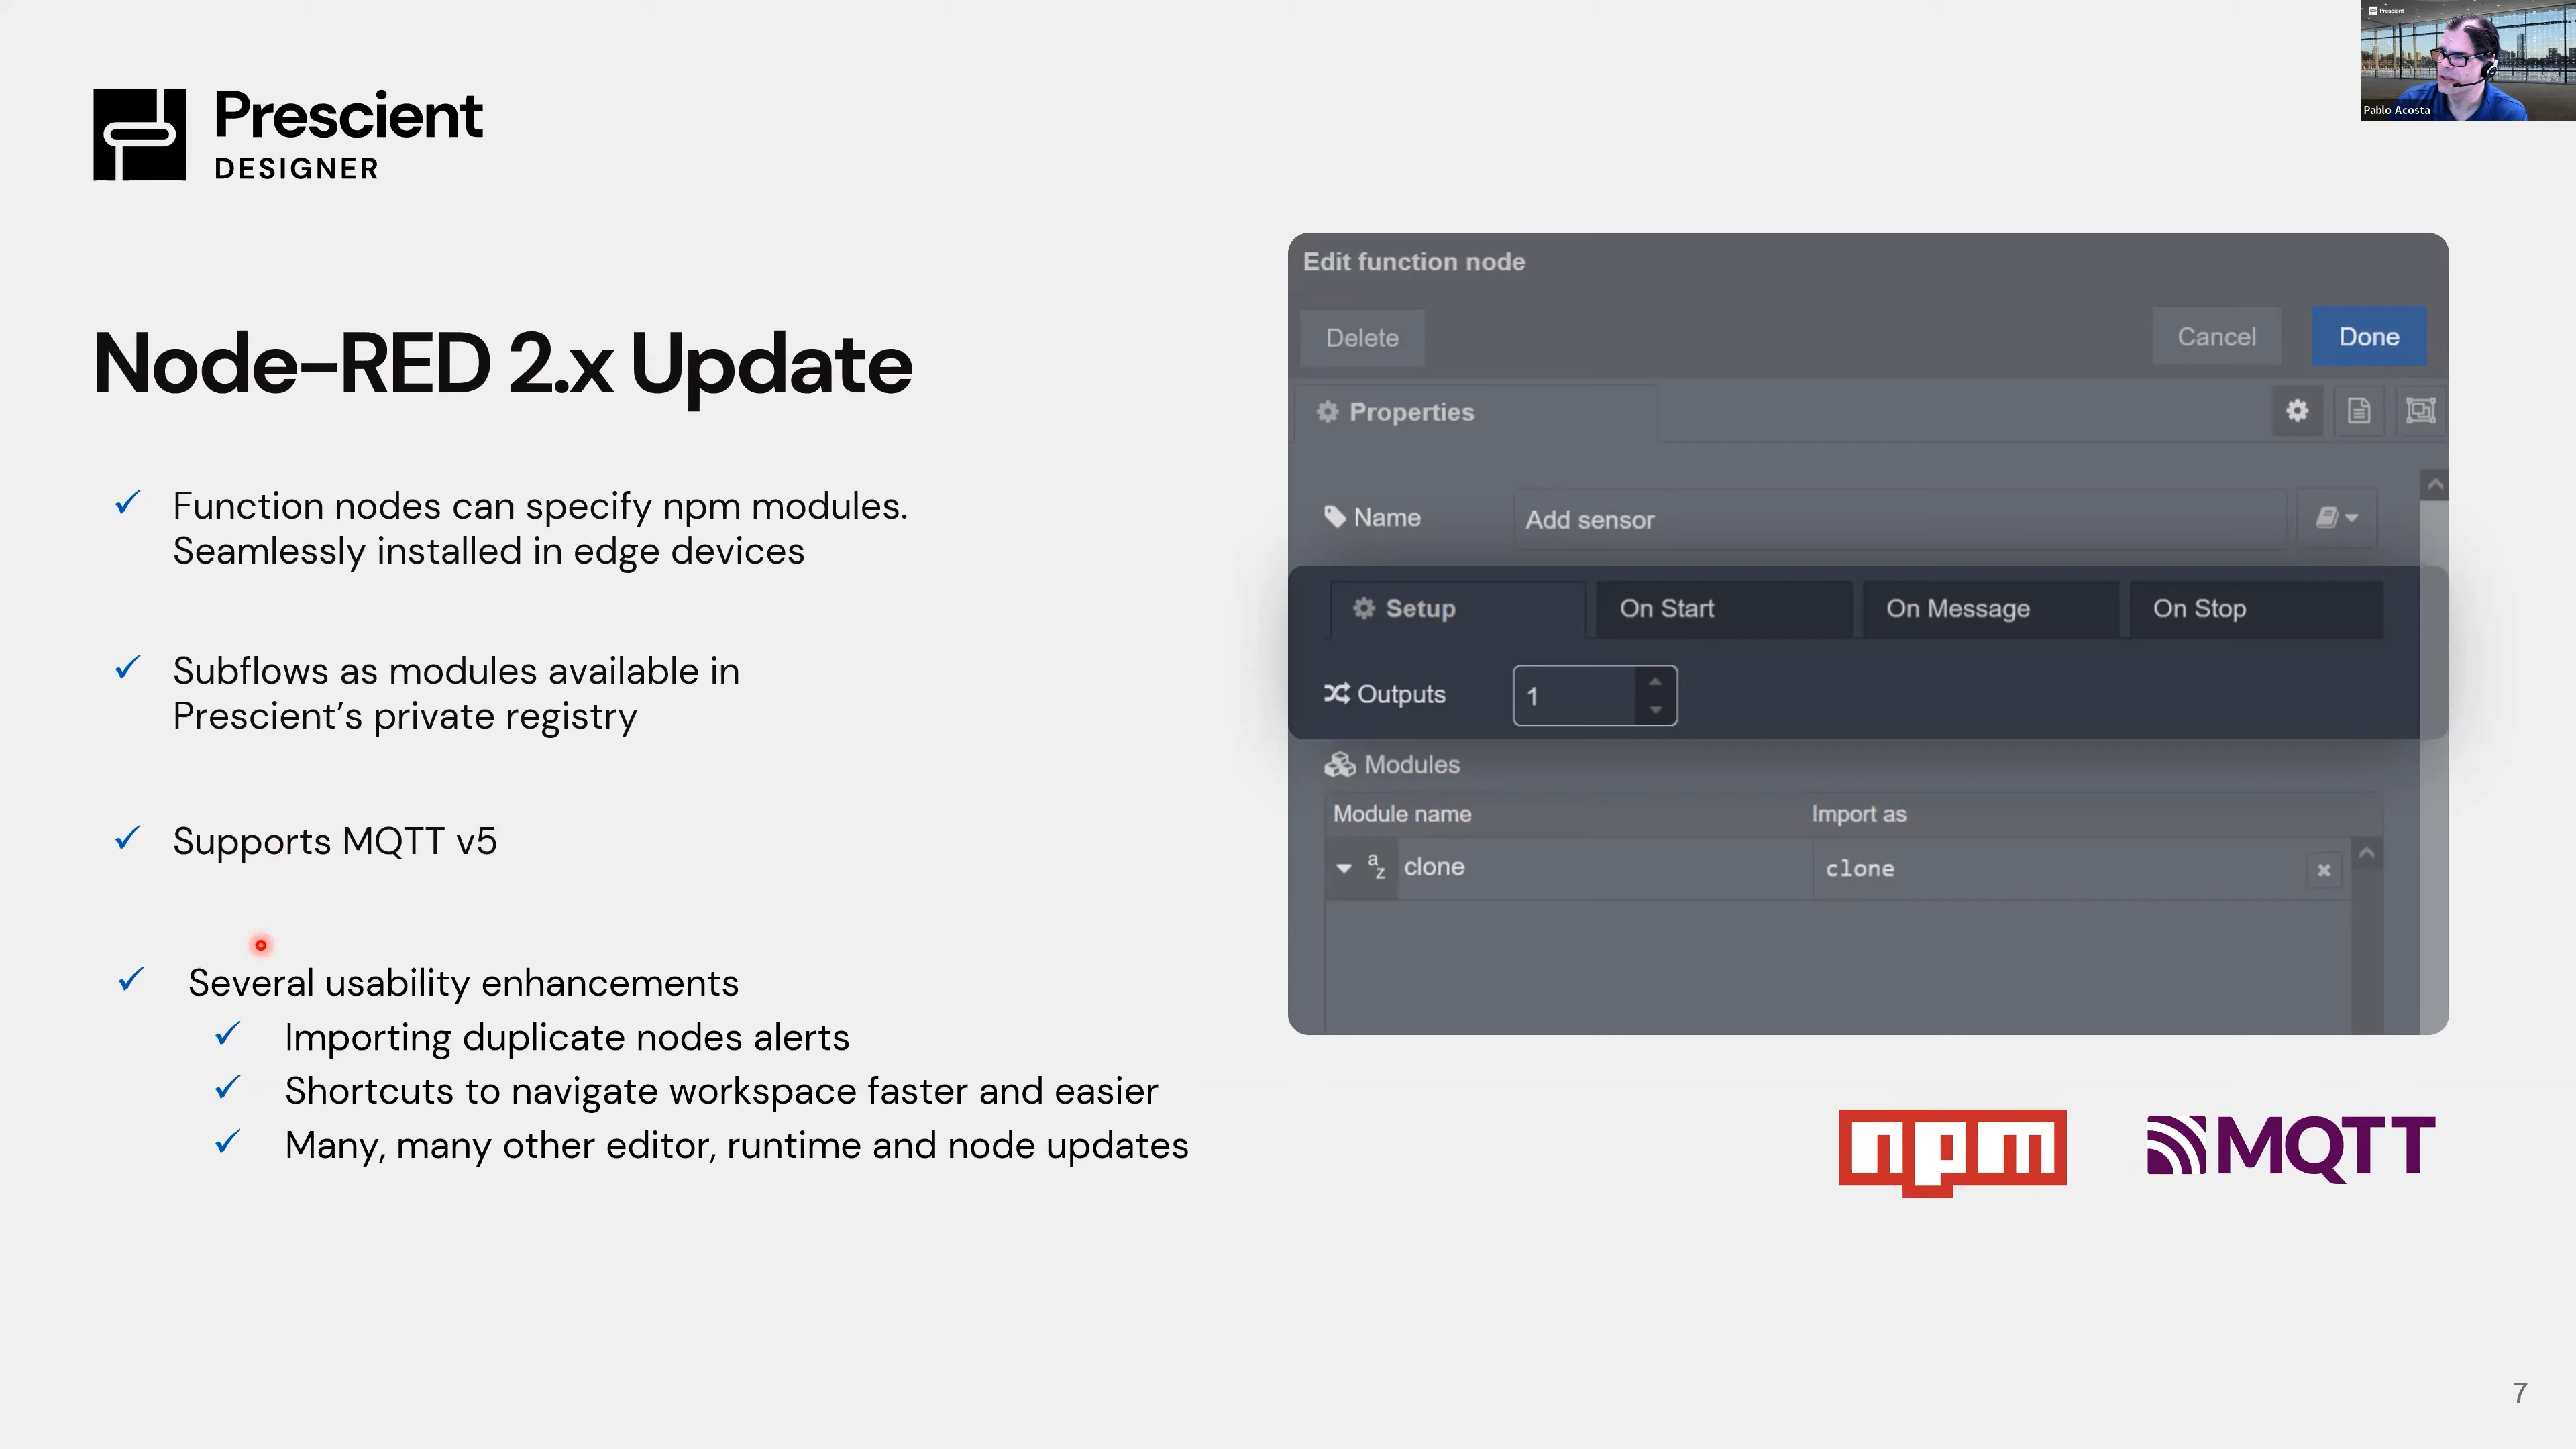 Prescient
Pablo Acosta
Prescient
DESIGNER
Node-RED 2.x Update
Function nodes can specify npm modules.
Seamlessly installed in edge devices
Subflows as modules available in
Prescient’s private registry
Supports MQTT v5
Several usability enhancements
Importing duplicate nodes alerts
Shortcuts to navigate workspace faster and easier
Many, many other editor, runtime and node updates
Edit function node
Delete
Cancel
Done
Properties
Name
Add sensor
Setup
On Start
On Message
On Stop
Outputs
1
Modules
Module name
Import as
a
z
clone
clone
npm
MQTT
7